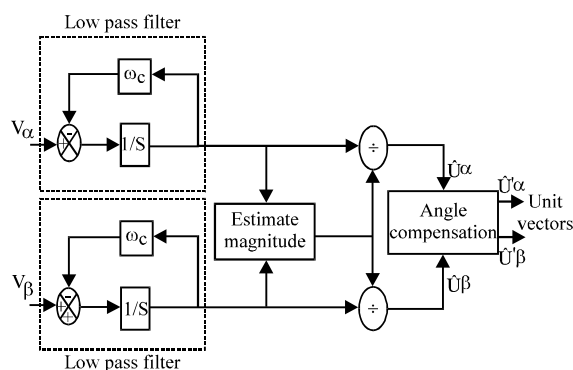 Low pass filter
ωc
Vα
-
+
1/S
÷
Ûα
Û'α
Unit
vectors
Estimate
magnitude
Angle
compensation
Û'β
ωc
Vβ
-
+
+
1/S
÷
Ûβ
Low pass filter